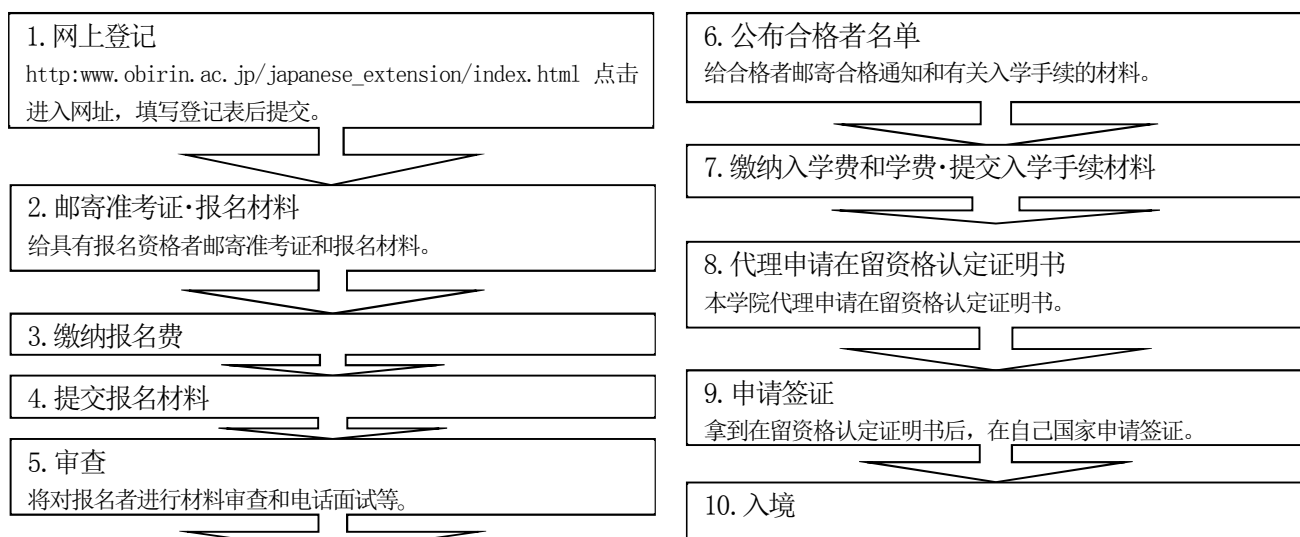 1.网上登记
http:www.obirin.ac.jp/japanese_extension/index.html 点击
进入网址，填写登记表后提交。
2.邮寄准考证·报名材料
给具有报名资格者邮寄准考证和报名材料。
3.缴纳报名费
4.提交报名材料
5.审查
将对报名者进行材料审查和电话面试等。
6.公布合格者名单
给合格者邮寄合格通知和有关入学手续的材料。
7.缴纳入学费和学费·提交入学手续材料
8.代理申请在留资格认定证明书
本学院代理申请在留资格认定证明书。
9.申请签证
拿到在留资格认定证明书后，在自己国家申请签证。
10.入境